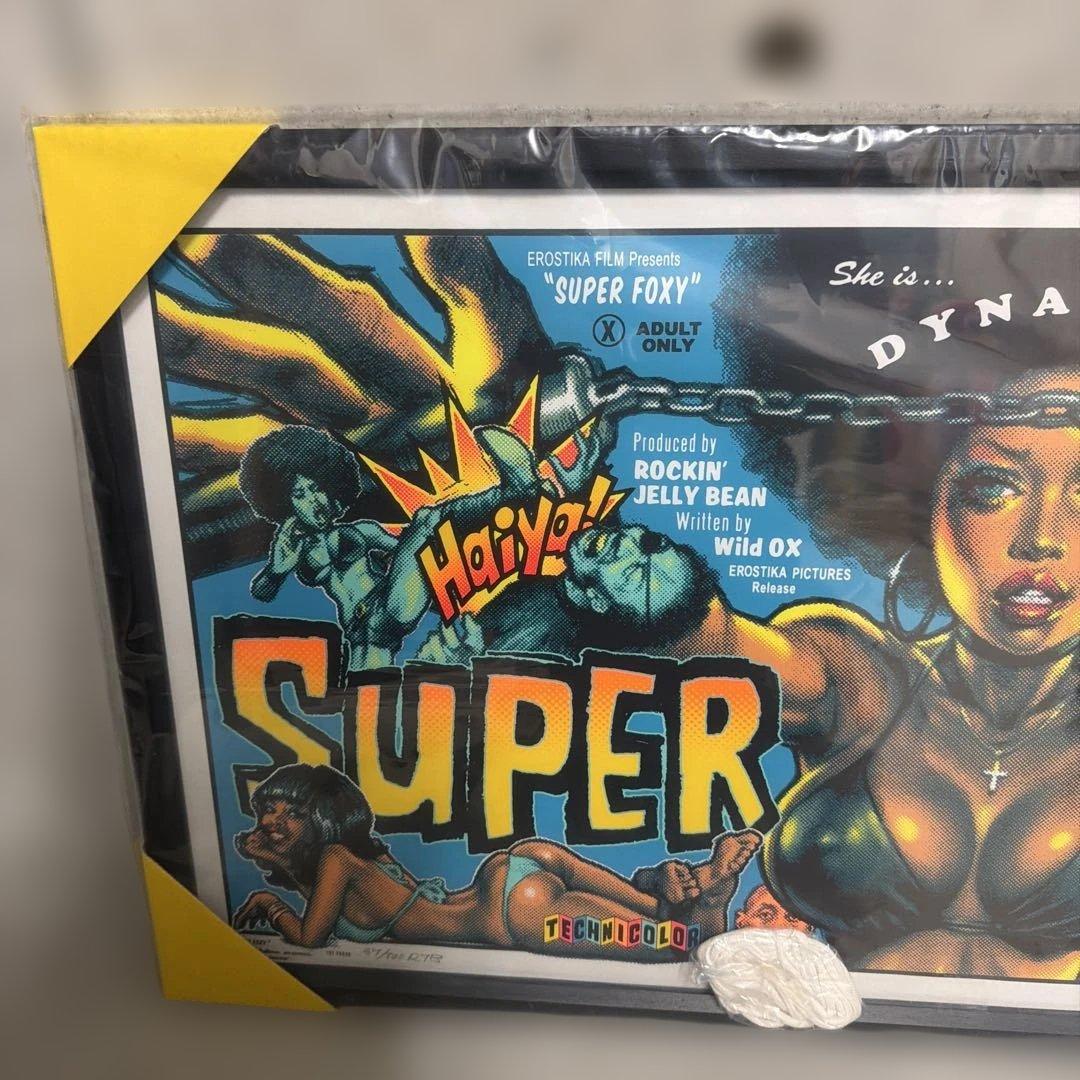 EROSTIKA FILM Presents
"SUPER FOXY"
X ADULT
ONLY
She is...
DYNA
Produced by
ROCKIN'
JELLY BEAN
Written by
Wild OX
EROSTIKA PICTURES
Release
HaiYa!
SUPER
TECHNICOLOR